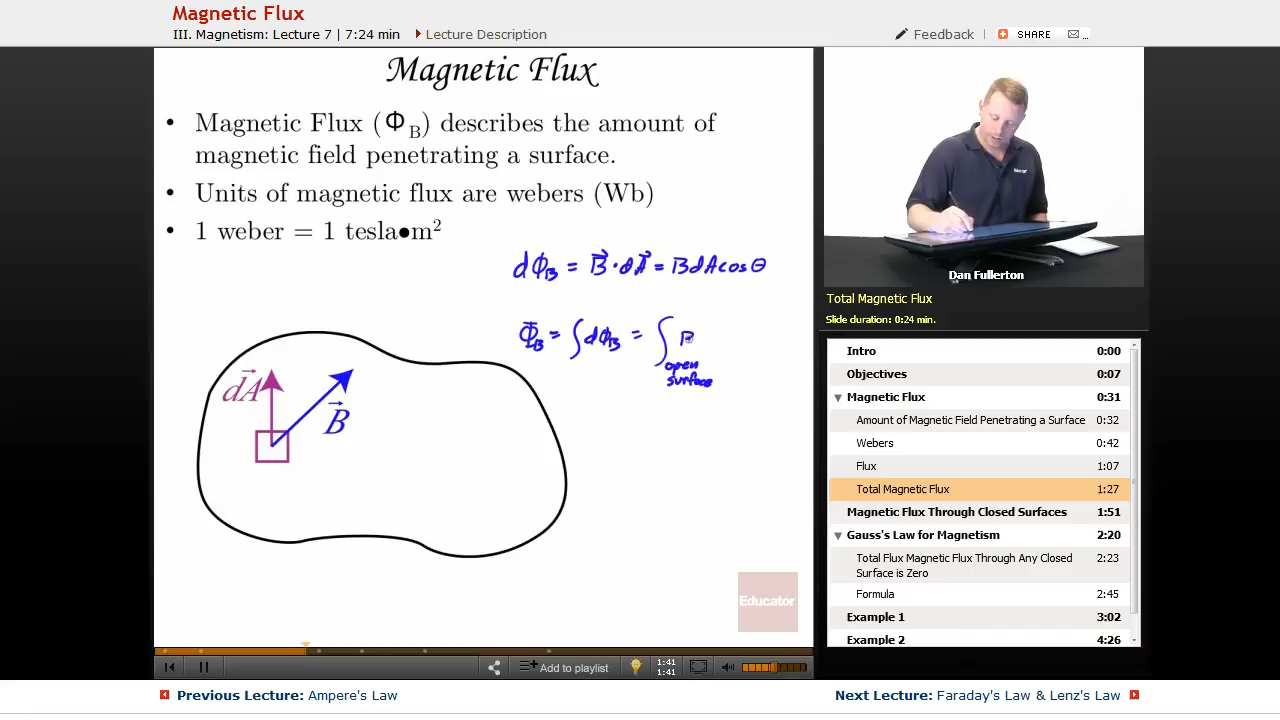 Magnetic Flux
III. Magnetism: Lecture 7 | 7:24 min
Lecture Description
Feedback
SHARE
...
Magnetic Flux
• Magnetic Flux (Φ_B) describes the amount of
magnetic field penetrating a surface.
• Units of magnetic flux are webers (Wb)
• 1 weber = 1 tesla●m²
dΦ_B = B⃗ · dA⃗ = B dA cos θ
Φ_B = ∫ dΦ_B = ∫ B
open
surface
dA⃗
B⃗
Educator
Dan Fullerton
Total Magnetic Flux
Slide duration: 0:24 min.
Intro 0:00
Objectives 0:07
Magnetic Flux 0:31
Amount of Magnetic Field Penetrating a Surface 0:32
Webers 0:42
Flux 1:07
Total Magnetic Flux 1:27
Magnetic Flux Through Closed Surfaces 1:51
Gauss's Law for Magnetism 2:20
Total Flux Magnetic Flux Through Any Closed
Surface is Zero 2:23
Formula 2:45
Example 1 3:02
Example 2 4:26
Add to playlist
1:41
1:41
Previous Lecture: Ampere's Law
Next Lecture: Faraday's Law & Lenz's Law